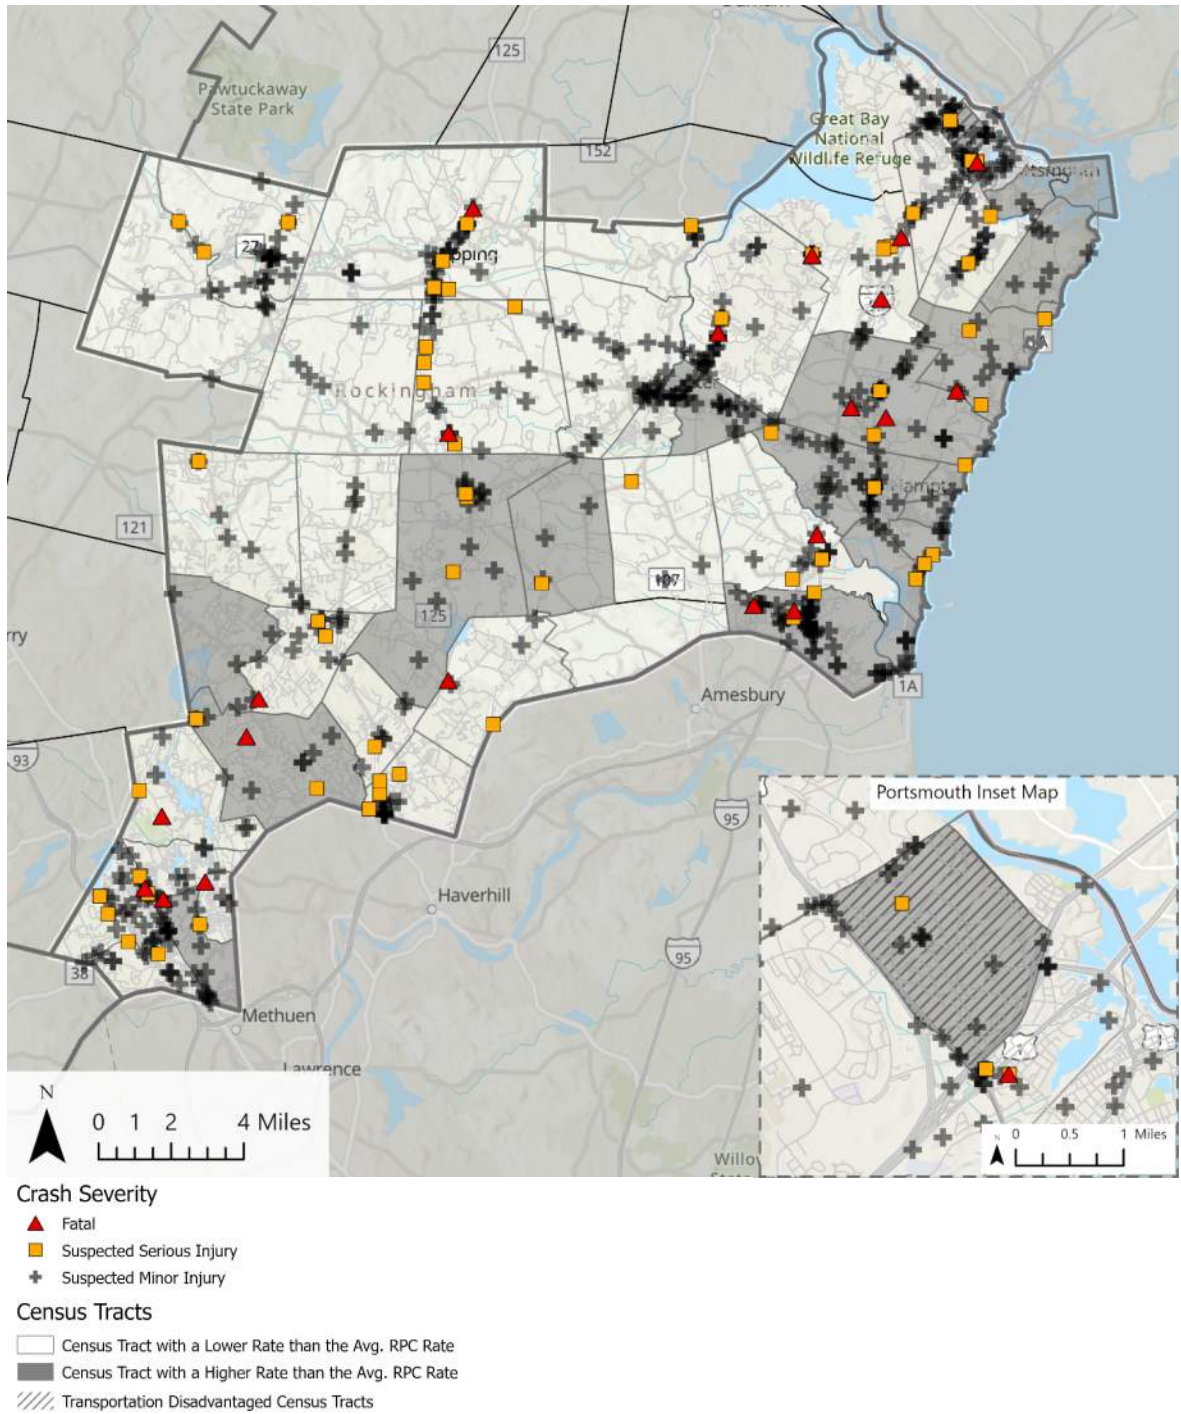 125
Pawtuckaway
State Park
152
Great Bay
National
Wildlife Refuge
27
pping
Rockingham
121
107
125
1A
Amesbury
93
95
Portsmouth Inset Map
Haverhill
95
38
Methuen
Lawrence
N
0 1 2 4 Miles
N
0 0.5 1 Miles
Crash Severity
Fatal
Suspected Serious Injury
Suspected Minor Injury
Census Tracts
Census Tract with a Lower Rate than the Avg. RPC Rate
Census Tract with a Higher Rate than the Avg. RPC Rate
Transportation Disadvantaged Census Tracts